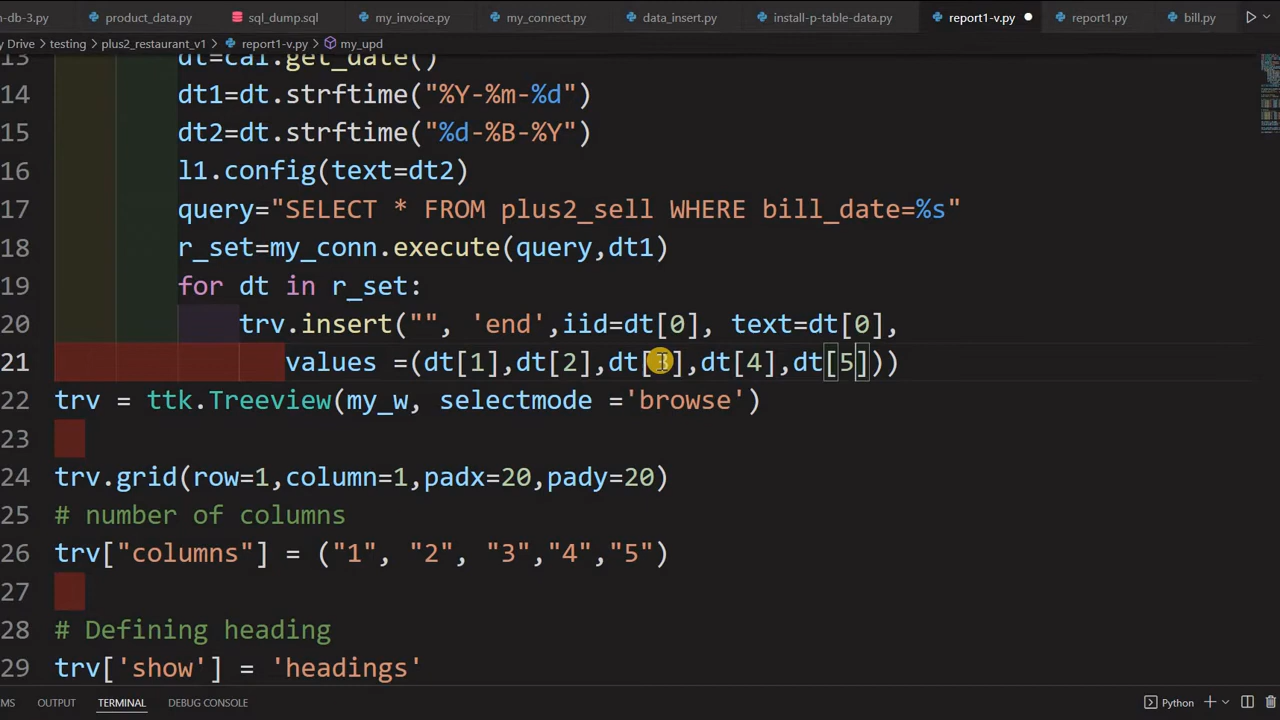 n-db-3.py product_data.py sql_dump.sql my_invoice.py my_connect.py data_insert.py install-p-table-data.py report1-v.py report1.py bill.py
y Drive › testing › plus2_restaurant_v1 › report1-v.py › my_upd
13 dt=cal.get_date()
14 dt1=dt.strftime("%Y-%m-%d")
15 dt2=dt.strftime("%d-%B-%Y")
16 l1.config(text=dt2)
17 query="SELECT * FROM plus2_sell WHERE bill_date=%s"
18 r_set=my_conn.execute(query,dt1)
19 for dt in r_set:
20 trv.insert("", 'end',iid=dt[0], text=dt[0],
21 values =(dt[1],dt[2],dt[3],dt[4],dt[5]))
22 trv = ttk.Treeview(my_w, selectmode ='browse')
23
24 trv.grid(row=1,column=1,padx=20,pady=20)
25 # number of columns
26 trv["columns"] = ("1", "2", "3","4","5")
27
28 # Defining heading
29 trv['show'] = 'headings'
MS OUTPUT TERMINAL DEBUG CONSOLE Python